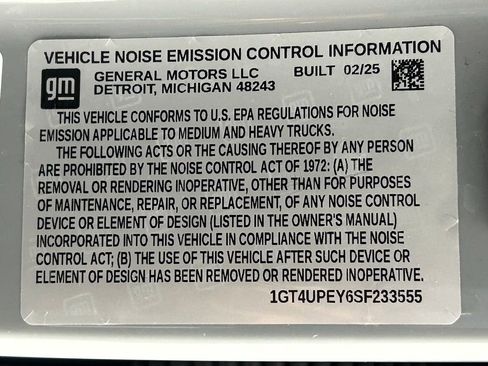 VEHICLE NOISE EMISSION CONTROL INFORMATION
gm
GENERAL MOTORS LLC BUILT 02/25
DETROIT, MICHIGAN 48243
THIS VEHICLE CONFORMS TO U.S. EPA REGULATIONS FOR NOISE
EMISSION APPLICABLE TO MEDIUM AND HEAVY TRUCKS.
THE FOLLOWING ACTS OR THE CAUSING THEREOF BY ANY PERSON
ARE PROHIBITED BY THE NOISE CONTROL ACT OF 1972: (A) THE
REMOVAL OR RENDERING INOPERATIVE, OTHER THAN FOR PURPOSES
OF MAINTENANCE, REPAIR, OR REPLACEMENT, OF ANY NOISE CONTROL
DEVICE OR ELEMENT OF DESIGN (LISTED IN THE OWNER'S MANUAL)
INCORPORATED INTO THIS VEHICLE IN COMPLIANCE WITH THE NOISE
CONTROL ACT; (B) THE USE OF THIS VEHICLE AFTER SUCH DEVICE OR
ELEMENT OF DESIGN HAS BEEN REMOVED OR RENDERED INOPERATIVE.
1GT4UPEY6SF233555